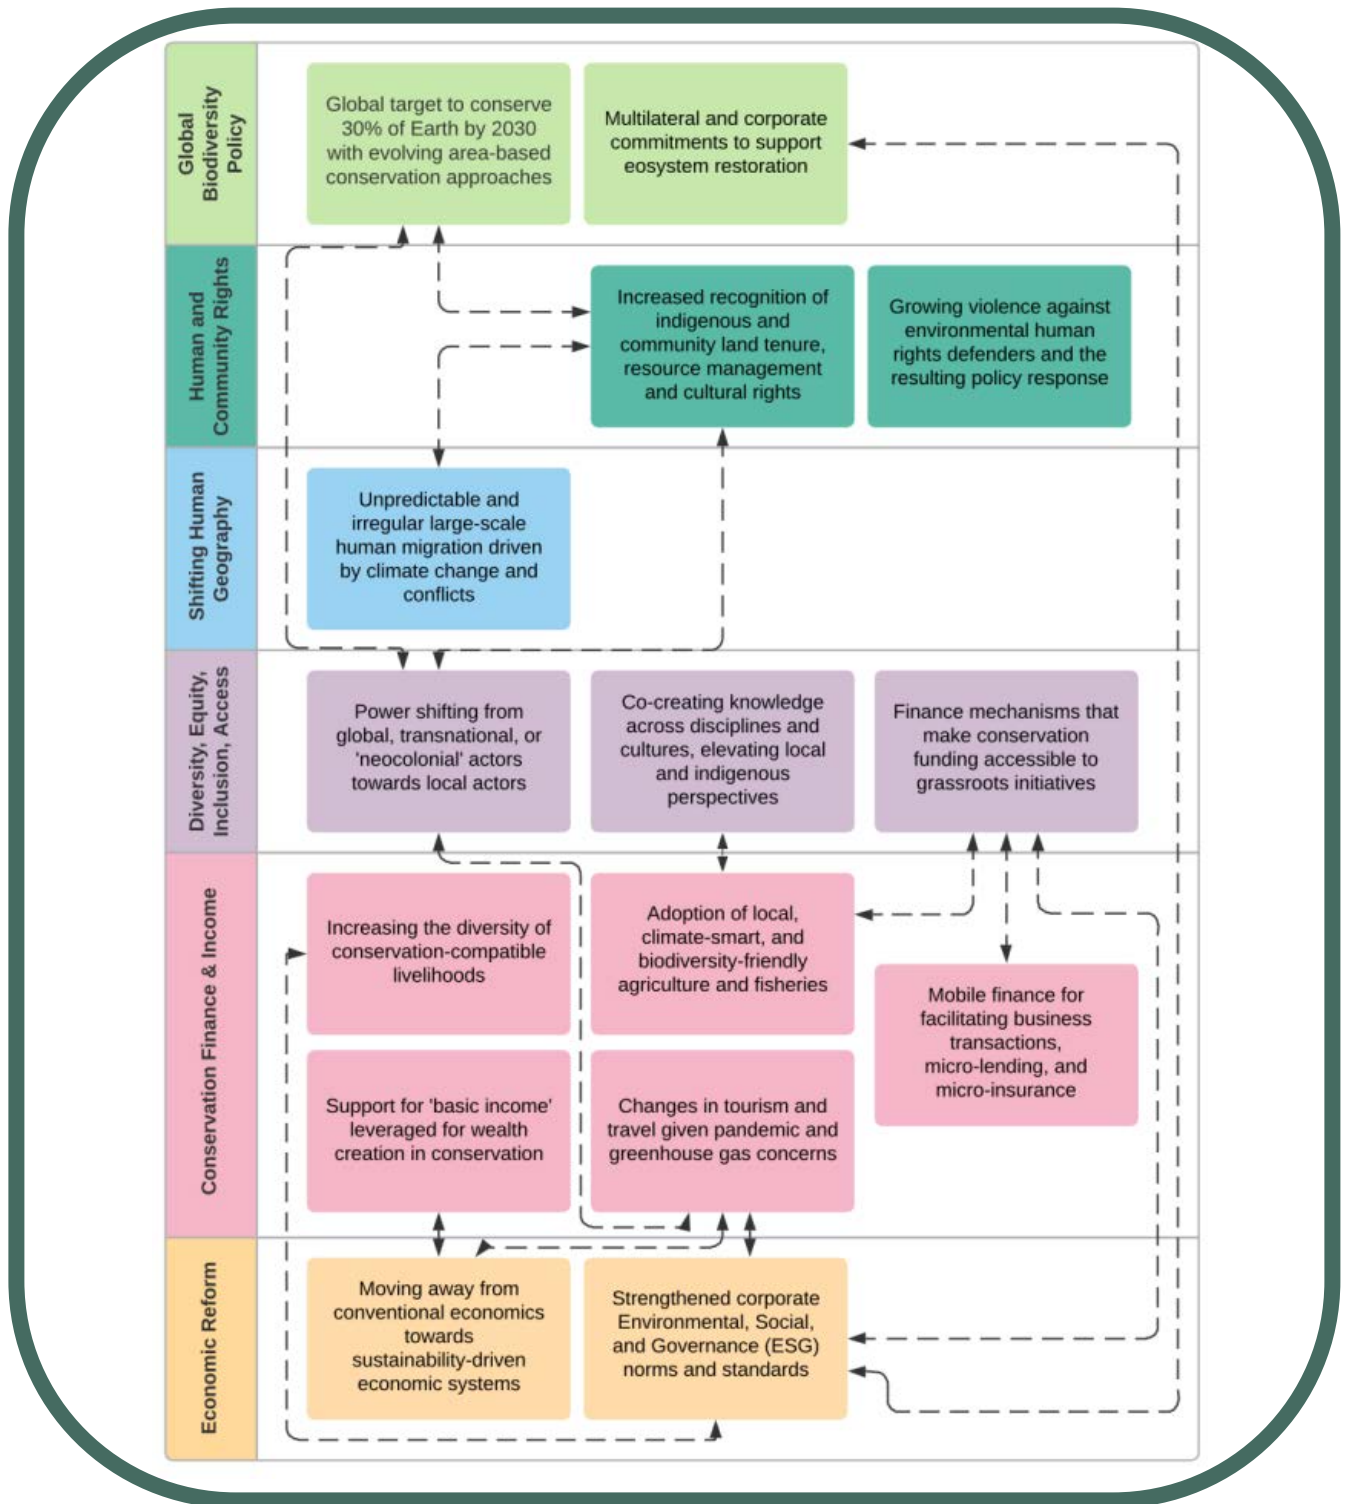 Global
Biodiversity
Policy
Global target to conserve
30% of Earth by 2030
with evolving area-based
conservation approaches
Multilateral and corporate
commitments to support
eosystem restoration
Human and
Community Rights
Increased recognition of
indigenous and
community land tenure,
resource management
and cultural rights
Growing violence against
environmental human
rights defenders and the
resulting policy response
Shifting Human
Geography
Unpredictable and
irregular large-scale
human migration driven
by climate change and
conflicts
Diversity, Equity,
Inclusion, Access
Power shifting from
global, transnational, or
'neocolonial' actors
towards local actors
Co-creating knowledge
across disciplines and
cultures, elevating local
and indigenous
perspectives
Finance mechanisms that
make conservation
funding accessible to
grassroots initiatives
Conservation Finance & Income
Increasing the diversity of
conservation-compatible
livelihoods
Adoption of local,
climate-smart, and
biodiversity-friendly
agriculture and fisheries
Mobile finance for
facilitating business
transactions,
micro-lending, and
micro-insurance
Support for 'basic income'
leveraged for wealth
creation in conservation
Changes in tourism and
travel given pandemic and
greenhouse gas concerns
Economic Reform
Moving away from
conventional economics
towards
sustainability-driven
economic systems
Strengthened corporate
Environmental, Social,
and Governance (ESG)
norms and standards